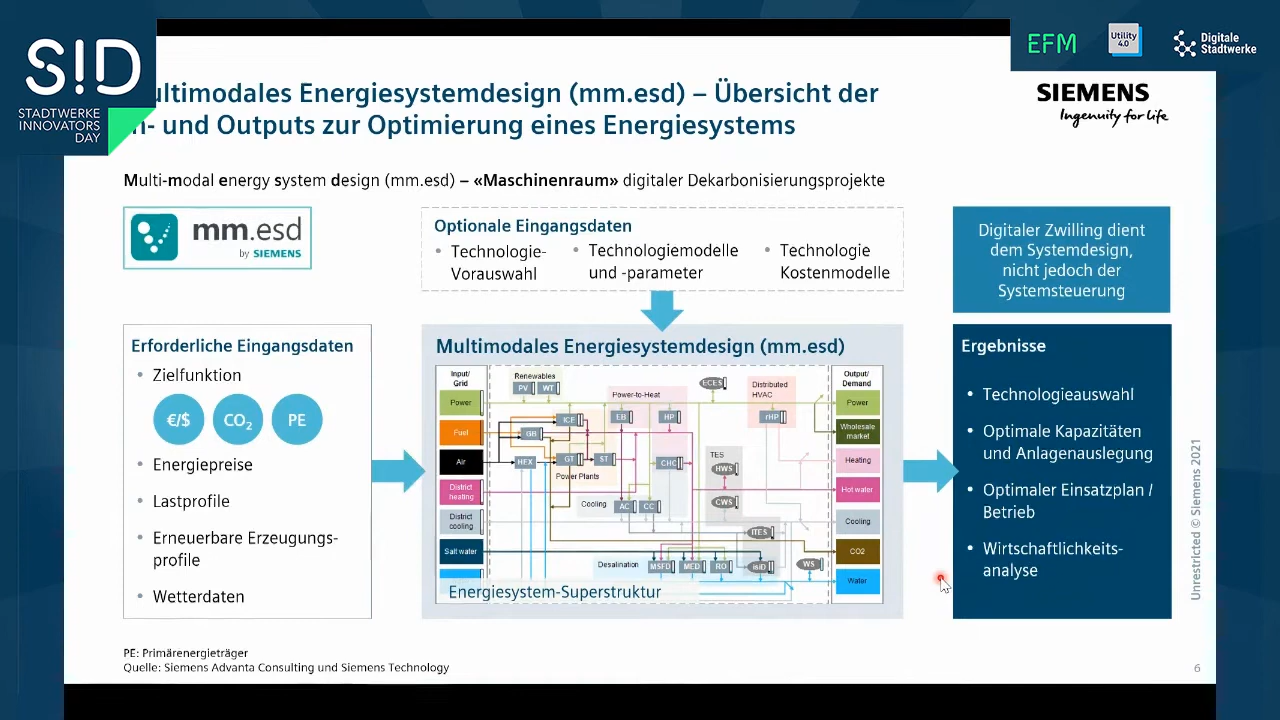 S!D
STADTWERKE
INNOVATORS
DAY
EFM
Utility
4.0
Digitale
Stadtwerke
ultimodales Energiesystemdesign (mm.esd) – Übersicht der
n- und Outputs zur Optimierung eines Energiesystems
SIEMENS
Ingenuity for life
Multi-modal energy system design (mm.esd) – «Maschinenraum» digitaler Dekarbonisierungsprojekte
mm.esd
by SIEMENS
Optionale Eingangsdaten
• Technologie-
Vorauswahl
• Technologiemodelle
und -parameter
• Technologie
Kostenmodelle
Digitaler Zwilling dient
dem Systemdesign,
nicht jedoch der
Systemsteuerung
Erforderliche Eingangsdaten
• Zielfunktion
€/$ CO2 PE
• Energiepreise
• Lastprofile
• Erneuerbare Erzeugungs-
profile
• Wetterdaten
Multimodales Energiesystemdesign (mm.esd)
Input/
Grid
Power
Fuel
Air
District
heating
District
cooling
Salt water
Renewables
PV WT
Power-to-Heat
EB HP
ECES
Distributed
HVAC
rHP
ICE
GB
HEX GT ST
Power Plants
CHC
TES
HWS
CWS
Cooling AC CC
ITES
Desalination MSFD MED RO isiD WS
Output/
Demand
Power
Wholesale
market
Heating
Hot water
Cooling
CO2
Water
Energiesystem-Superstruktur
Ergebnisse
• Technologieauswahl
• Optimale Kapazitäten
und Anlagenauslegung
• Optimaler Einsatzplan /
Betrieb
• Wirtschaftlichkeits-
analyse
Unrestricted © Siemens 2021
PE: Primärenergieträger
Quelle: Siemens Advanta Consulting und Siemens Technology
6